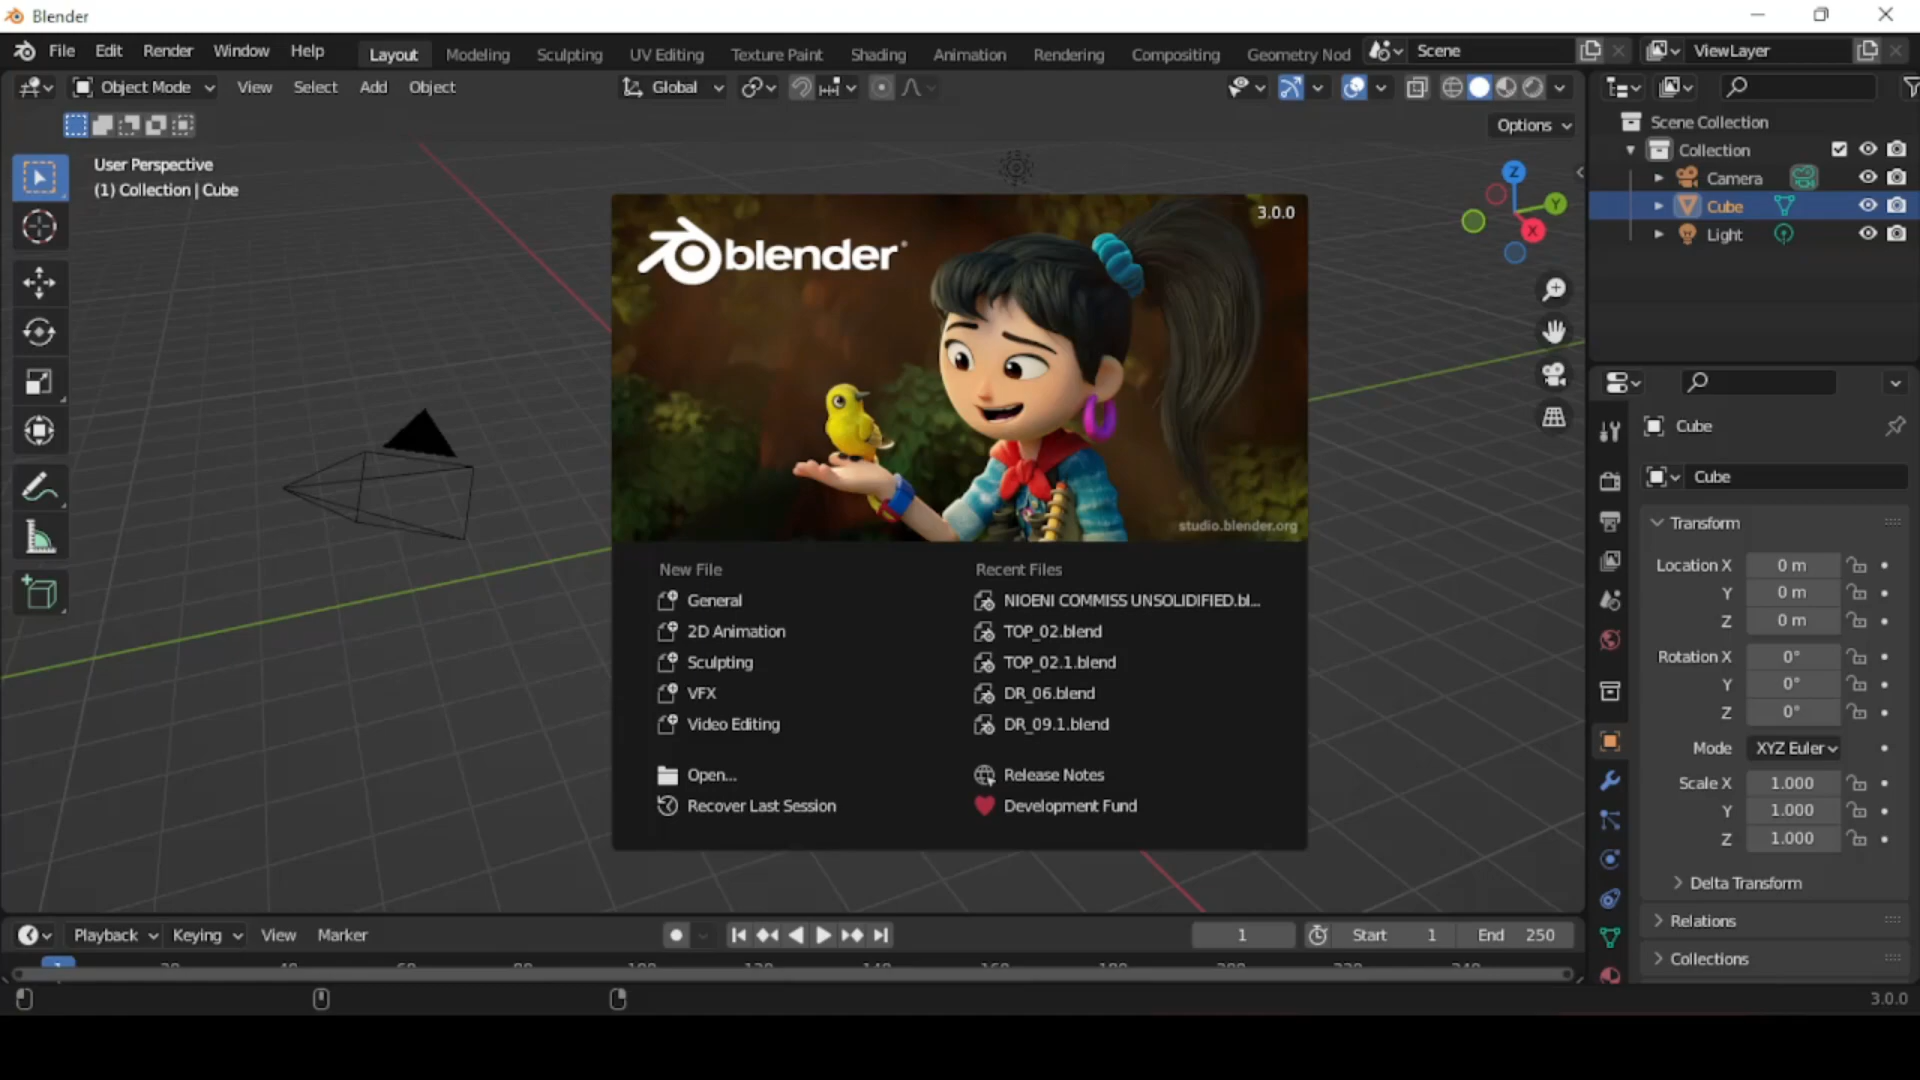 Blender
File Edit Render Window Help Layout Modeling Sculpting UV Editing Texture Paint Shading Animation Rendering Compositing Geometry Nod Scene ViewLayer
Object Mode View Select Add Object Global
Options
User Perspective
(1) Collection | Cube
Z
Y
X
3.0.0
blender
studio.blender.org
New File
General
2D Animation
Sculpting
VFX
Video Editing
Open...
Recover Last Session
Recent Files
NIOENI COMMISS UNSOLIDIFIED.bl...
TOP_02.blend
TOP_02.1.blend
DR_06.blend
DR_09.1.blend
Release Notes
Development Fund
Scene Collection
Collection
Camera
Cube
Light
Cube
Cube
Transform
Location X 0 m
Y 0 m
Z 0 m
Rotation X 0°
Y 0°
Z 0°
Mode XYZ Euler
Scale X 1.000
Y 1.000
Z 1.000
Delta Transform
Relations
Collections
Playback Keying View Marker 1 Start 1 End 250
3.0.0